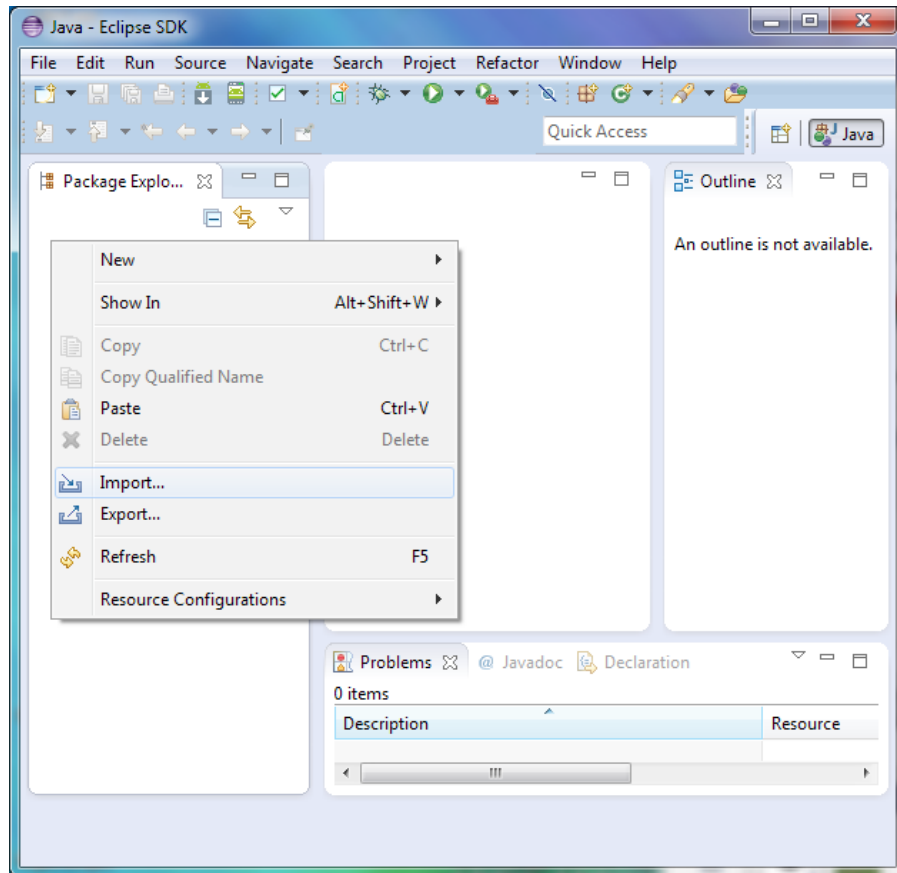 Java - Eclipse SDK
File Edit Run Source Navigate Search Project Refactor Window Help
Quick Access
Java
Package Explo...
Outline
An outline is not available.
New
Show In Alt+Shift+W
Copy Ctrl+C
Copy Qualified Name
Paste Ctrl+V
Delete Delete
Import...
Export...
Refresh F5
Resource Configurations
Problems @ Javadoc Declaration
0 items
Description Resource